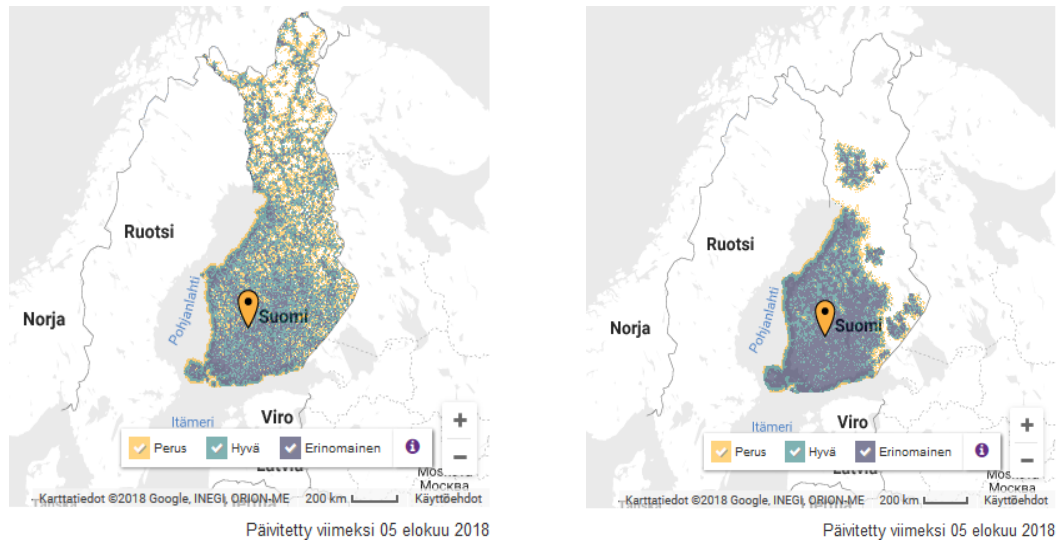 Ruotsi
Norja
Pohjanlahti
Suomi
Itämeri
Viro
Perus
Hyvä
Erinomainen
Latvia
Москва
Karttatiedot ©2018 Google, INEGI, ORION-ME
200 km
Käyttöehdot
Päivitetty viimeksi 05 elokuu 2018
Ruotsi
Norja
Pohjanlahti
Suomi
Itämeri
Viro
Perus
Hyvä
Erinomainen
Latvia
Москва
Karttatiedot ©2018 Google, INEGI, ORION-ME
200 km
Käyttöehdot
Päivitetty viimeksi 05 elokuu 2018